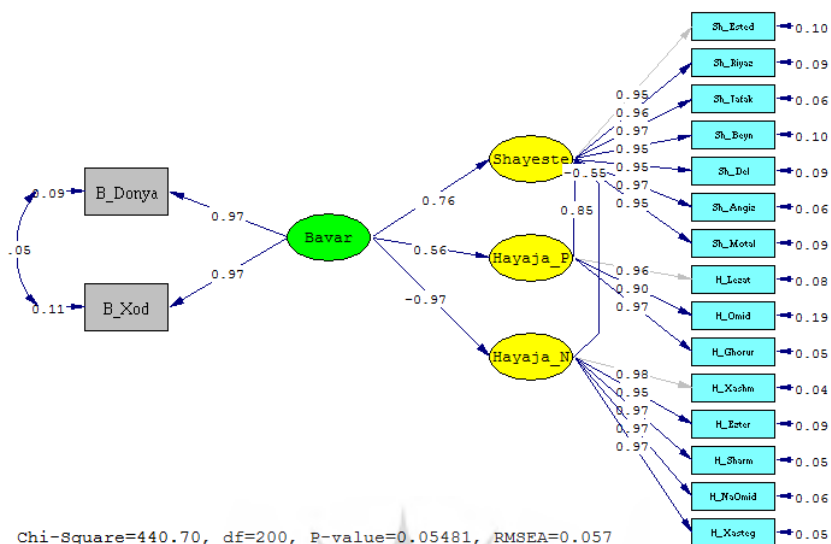 Sh_Ested
0.10
Sh_Riyaz
0.09
0.95
0.96
Sh_Tafak
0.06
0.97
Sh_Beyn
0.10
0.95
Shayeste
-0.55
0.95
Sh_Del
0.09
0.97
Sh_Angiz
0.06
0.95
Sh_Motal
0.09
0.09
B_Donya
0.97
0.76
0.85
Bavar
0.56
.05
Hayaja_P
0.96
H_Lezat
0.08
0.90
H_Omid
0.19
0.97
0.97
-0.97
0.11
B_Xod
H_Ghorur
0.05
Hayaja_N
0.98
H_Xashm
0.04
0.95
H_Ester
0.09
0.97
0.97
H_Sharm
0.05
0.97
H_NaOmid
0.06
H_Xasteg
0.05
Chi-Square=440.70, df=200, P-value=0.05481, RMSEA=0.057